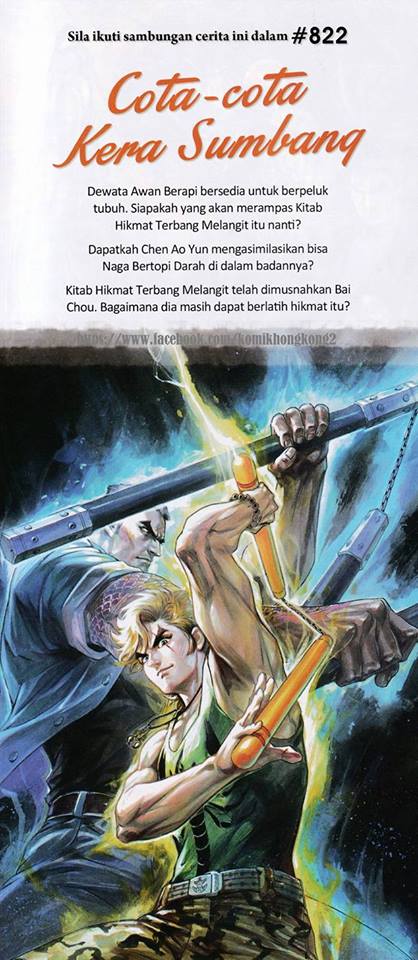 Sila ikuti sambungan cerita ini dalam #822
Cota-cota
Kera Sumbang
Dewata Awan Berapi bersedia untuk berpeluk
tubuh. Siapakah yang akan merampas Kitab
Hikmat Terbang Melangit itu nanti?
Dapatkah Chen Ao Yun mengasimilasikan bisa
Naga Bertopi Darah di dalam badannya?
Kitab Hikmat Terbang Melangit telah dimusnahkan Bai
Chou. Bagaimana dia masih dapat berlatih hikmat itu?
https://www.facebook.com/komikhongkong2